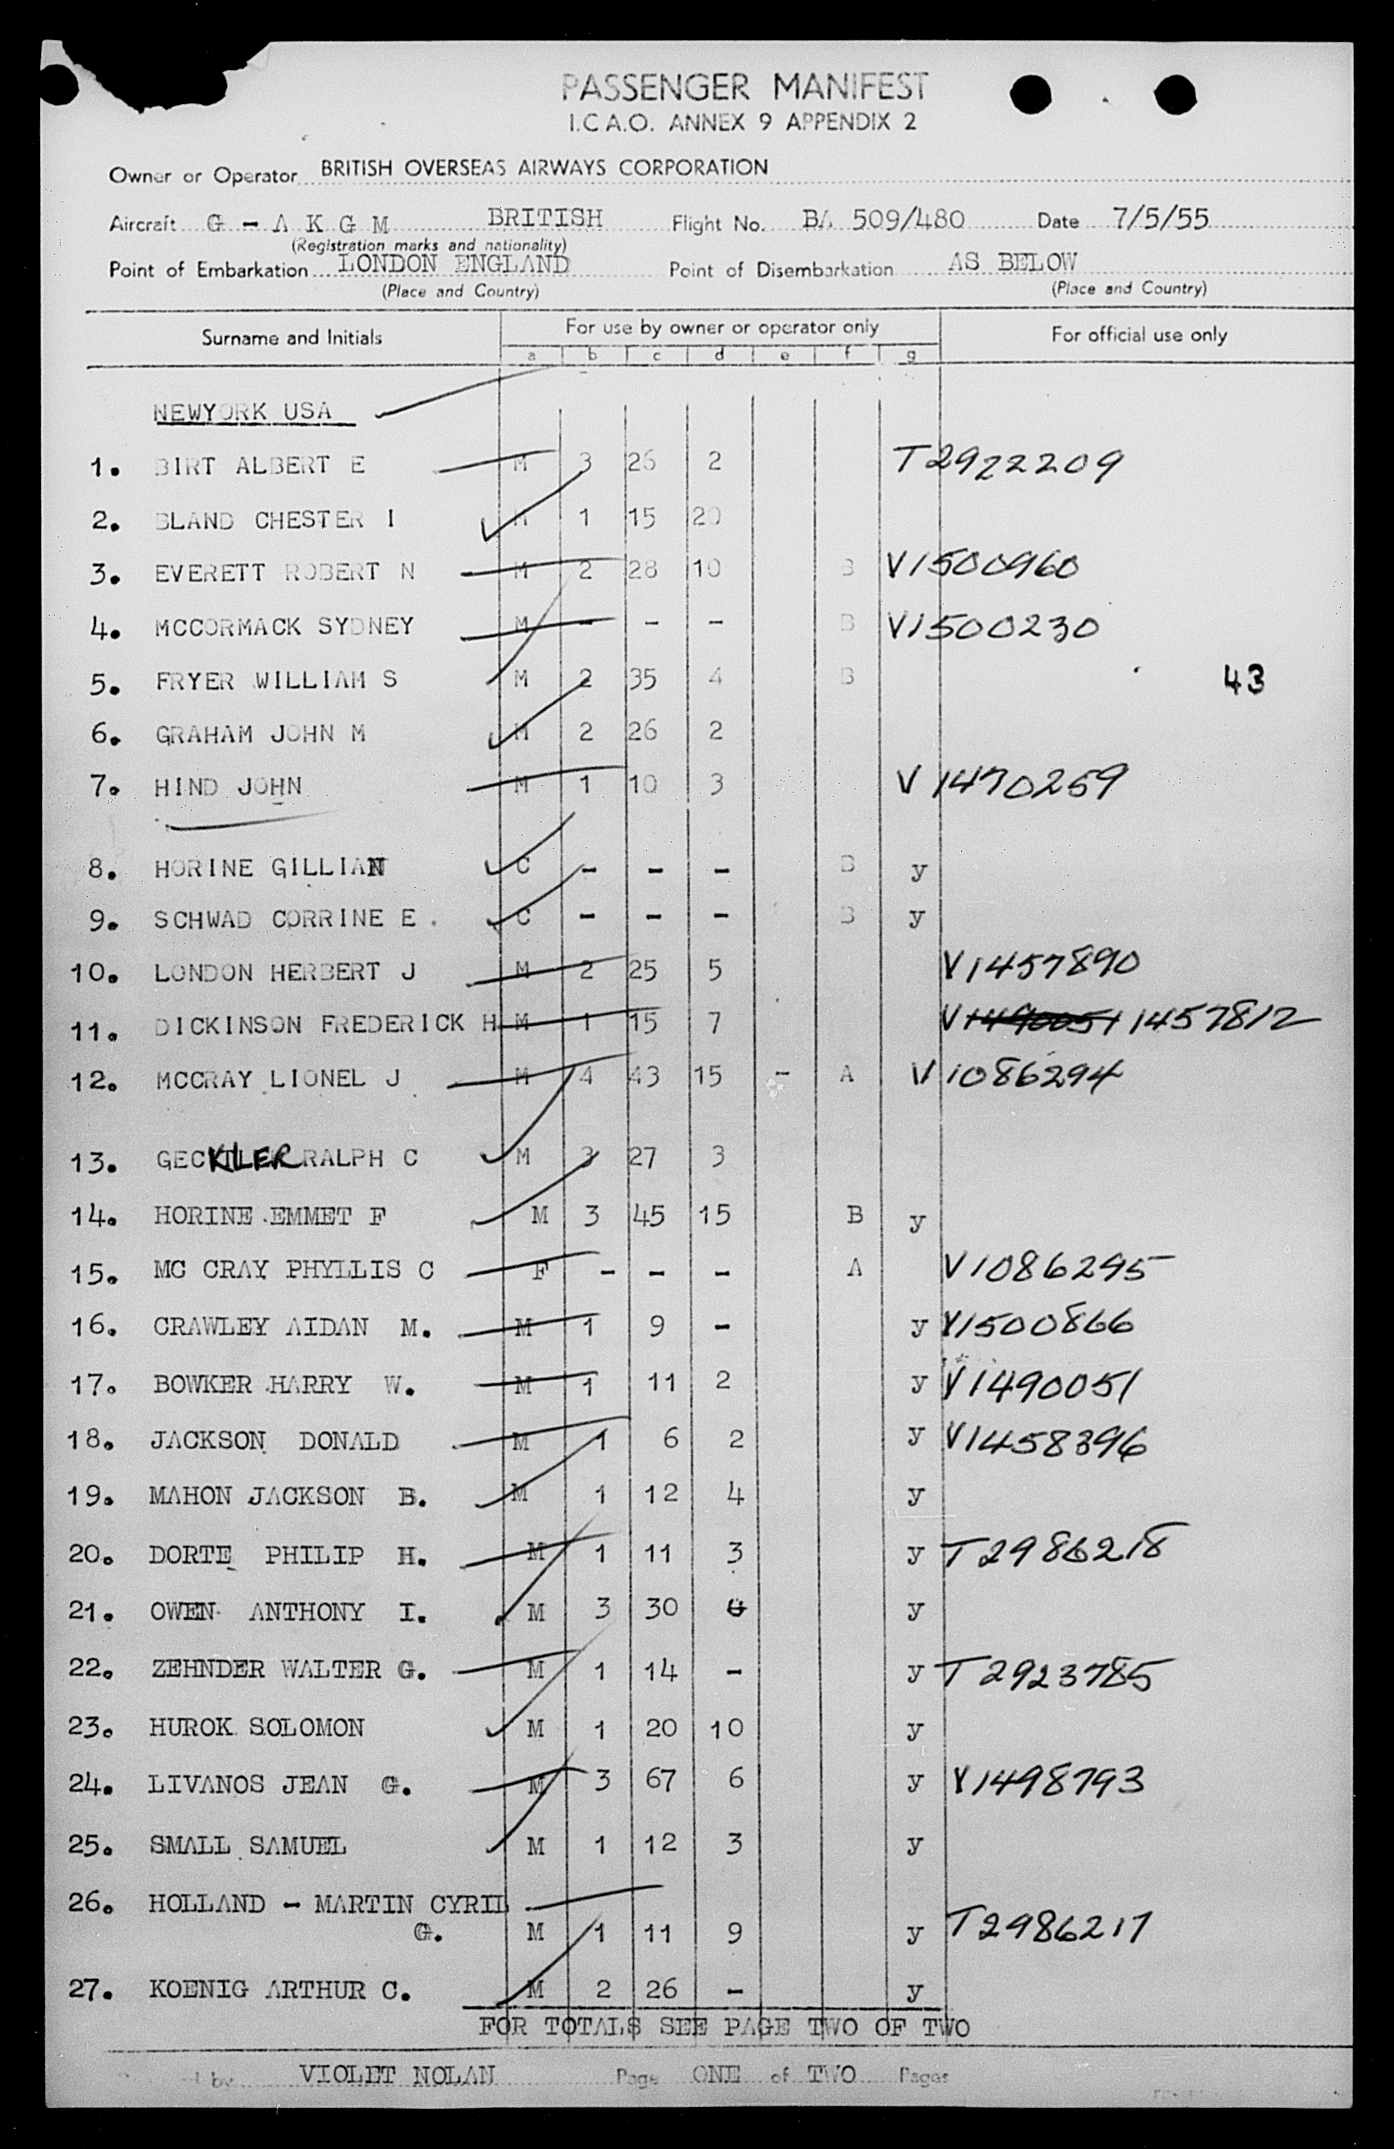 PASSENGER MANIFEST
I.C.A.O. ANNEX 9 APPENDIX 2
Owner or Operator BRITISH OVERSEAS AIRWAYS CORPORATION
Aircraft G - A K G M BRITISH Flight No. BA 509/480 Date 7/5/55
(Registration marks and nationality)
Point of Embarkation LONDON ENGLAND Point of Disembarkation AS BELOW
(Place and Country) (Place and Country)
Surname and Initials For use by owner or operator only For official use only
a b c d e f g
NEWYORK USA
1. BIRT ALBERT E M 3 26 2 T2922209
2. BLAND CHESTER I M 1 15 20
3. EVERETT ROBERT N M 2 28 10 B V1500960
4. MCCORMACK SYDNEY M - - - B V1500230
5. FRYER WILLIAM S M 2 35 4 B 43
6. GRAHAM JOHN M M 2 26 2
7. HIND JOHN M 1 10 3 V1470259
8. HORINE GILLIAN C - - - B y
9. SCHWAD CORRINE E . C - - - B y
10. LONDON HERBERT J M 2 25 5 V1457890
11. DICKINSON FREDERICK H M 1 15 7 V1490051 1457812
12. MCCRAY LIONEL J M 4 43 15 - A V1086294
13. GECKLER RALPH C M 3 27 3
14. HORINE EMMET F M 3 45 15 B y
15. MC CRAY PHYLLIS C F - - - A V1086295
16. CRAWLEY AIDAN M. M 1 9 - y V1500866
17. BOWKER HARRY W. M 1 11 2 y V1490051
18. JACKSON DONALD M 1 6 2 y V1458396
19. MAHON JACKSON B. M 1 12 4 y
20. DORTE PHILIP H. M 1 11 3 y T2986218
21. OWEN ANTHONY I. M 3 30 y
22. ZEHNDER WALTER G. M 1 14 - y T2923785
23. HUROK SOLOMON M 1 20 10 y
24. LIVANOS JEAN G. M 3 67 6 y V1498793
25. SMALL SAMUEL M 1 12 3 y
26. HOLLAND - MARTIN CYRIL
G. M 1 11 9 y T2986217
27. KOENIG ARTHUR C. M 2 26 - y
FOR TOTALS SEE PAGE TWO OF TWO
by VIOLET NOLAN Page ONE of TWO Pages